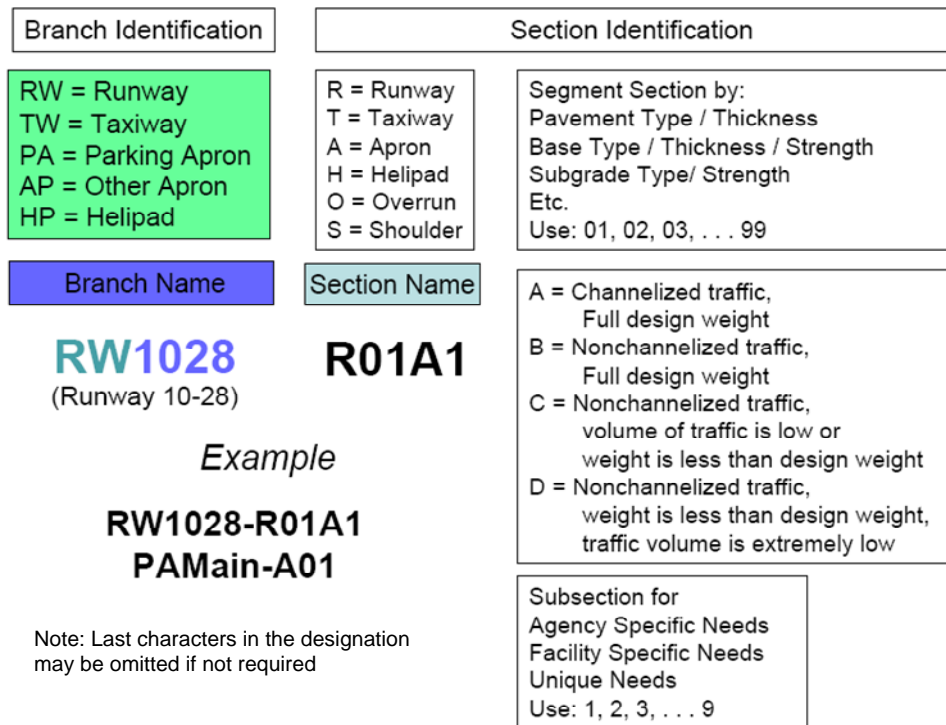 Branch Identification
Section Identification
RW = Runway
TW = Taxiway
PA = Parking Apron
AP = Other Apron
HP = Helipad
R = Runway
T = Taxiway
A = Apron
H = Helipad
O = Overrun
S = Shoulder
Segment Section by:
Pavement Type / Thickness
Base Type / Thickness / Strength
Subgrade Type/ Strength
Etc.
Use: 01, 02, 03, . . . 99
Branch Name
Section Name
RW1028
(Runway 10-28)
R01A1
A = Channelized traffic,
Full design weight
B = Nonchannelized traffic,
Full design weight
C = Nonchannelized traffic,
volume of traffic is low or
weight is less than design weight
D = Nonchannelized traffic,
weight is less than design weight,
traffic volume is extremely low
Example
RW1028-R01A1
PAMain-A01
Subsection for
Agency Specific Needs
Facility Specific Needs
Unique Needs
Use: 1, 2, 3, . . . 9
Note: Last characters in the designation
may be omitted if not required